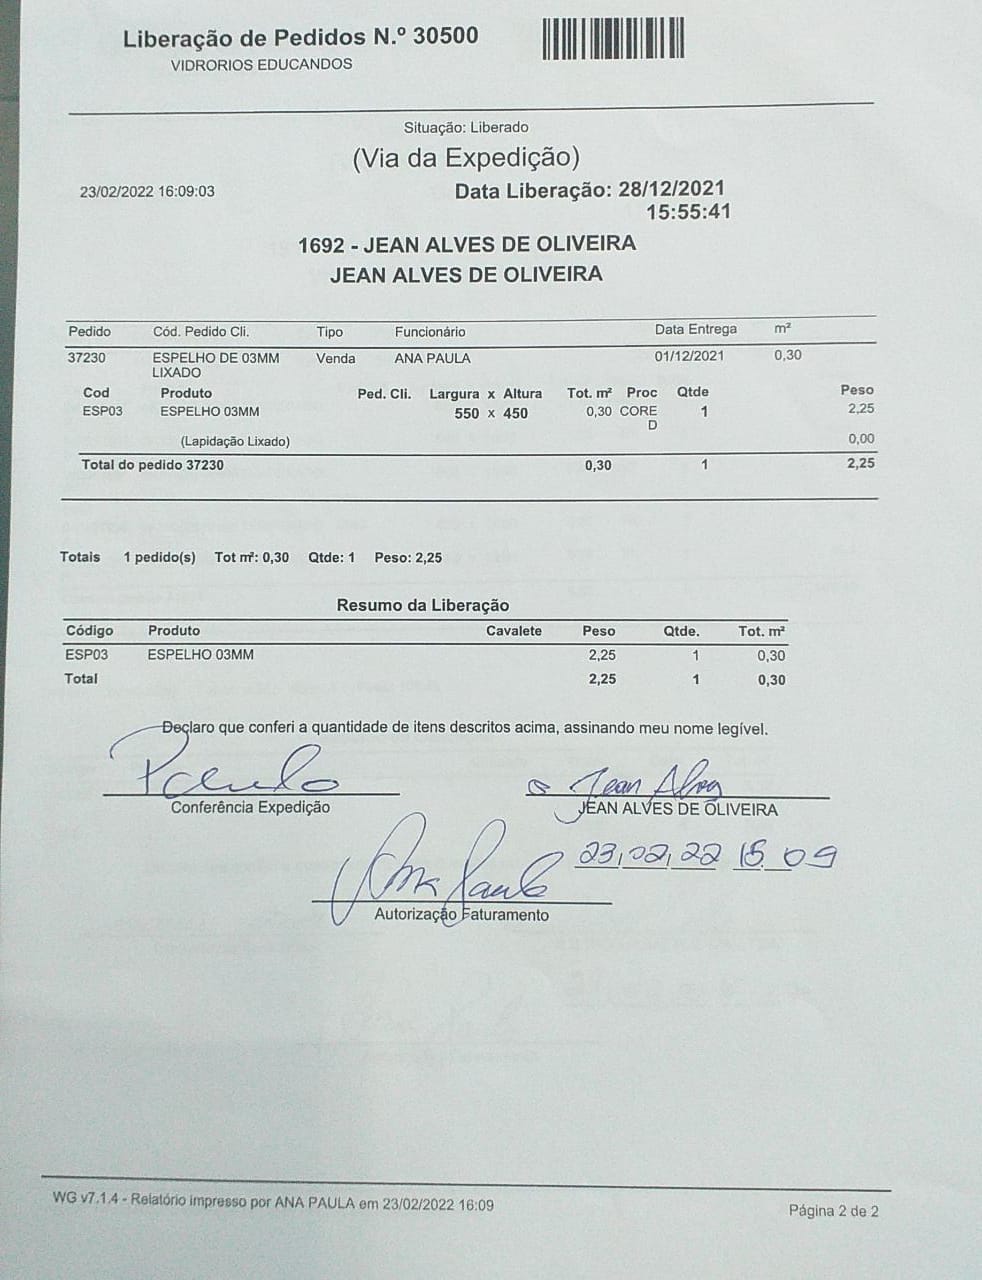 Liberação de Pedidos N.º 30500
VIDRORIOS EDUCANDOS
Situação: Liberado
(Via da Expedição)
23/02/2022 16:09:03 Data Liberação: 28/12/2021
15:55:41
1692 - JEAN ALVES DE OLIVEIRA
JEAN ALVES DE OLIVEIRA
Pedido Cód. Pedido Cli. Tipo Funcionário Data Entrega m²
37230 ESPELHO DE 03MM Venda ANA PAULA 01/12/2021 0,30
LIXADO
Cod Produto Ped. Cli. Largura x Altura Tot. m² Proc Qtde Peso
ESP03 ESPELHO 03MM 550 x 450 0,30 CORE 1 2,25
D
(Lapidação Lixado) 0,00
Total do pedido 37230 0,30 1 2,25
Totais 1 pedido(s) Tot m²: 0,30 Qtde: 1 Peso: 2,25
Resumo da Liberação
Código Produto Cavalete Peso Qtde. Tot. m²
ESP03 ESPELHO 03MM 2,25 1 0,30
Total 2,25 1 0,30
Declaro que conferi a quantidade de itens descritos acima, assinando meu nome legível.
Paulo Jean Alves
Conferência Expedição JEAN ALVES DE OLIVEIRA
23,02,22 09
Ana Paula
Autorização Faturamento
WG v7.1.4 - Relatório impresso por ANA PAULA em 23/02/2022 16:09
Página 2 de 2